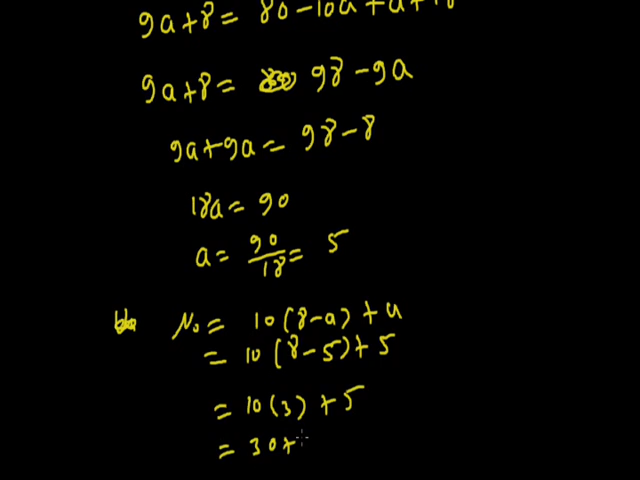 9a+8= 80-10a+a+18
9a+8= 98-9a
9a+9a= 98-8
18a= 90
a= 90/18= 5
No= 10(8-a)+a
= 10(8-5)+5
= 10(3)+5
= 30+